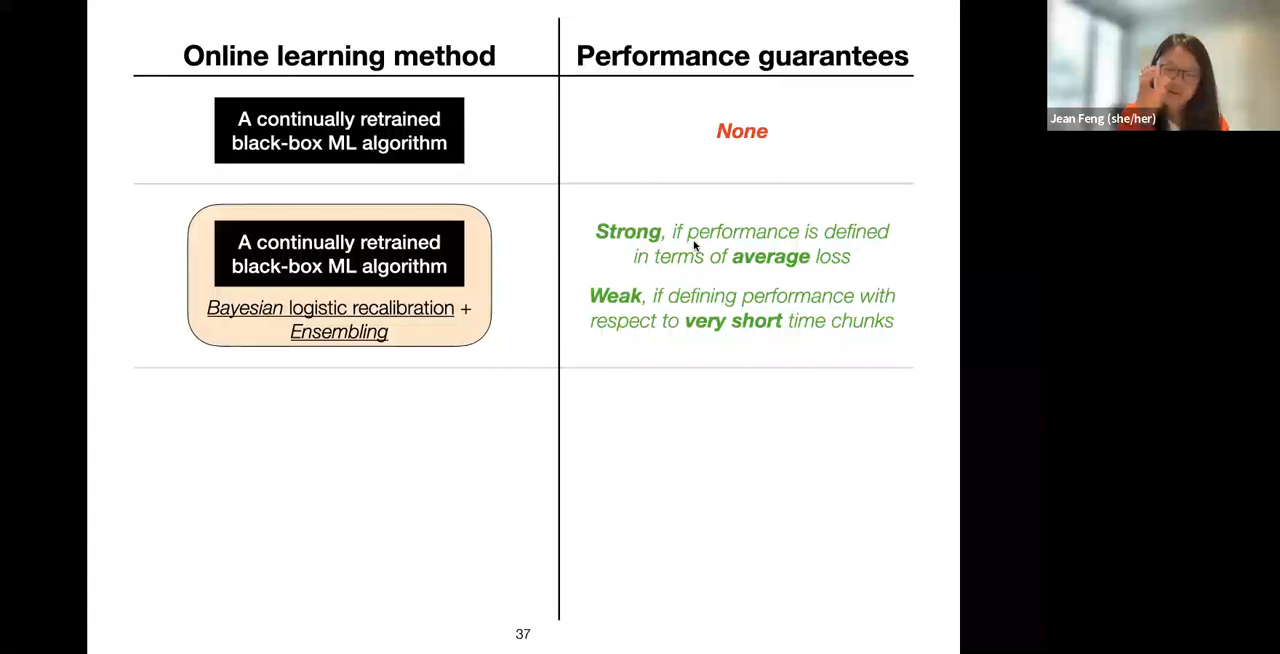 Online learning method
Performance guarantees
A continually retrained
black-box ML algorithm
None
A continually retrained
black-box ML algorithm
Bayesian logistic recalibration +
Ensembling
Strong, if performance is defined
in terms of average loss
Weak, if defining performance with
respect to very short time chunks
37
Jean Feng (she/her)